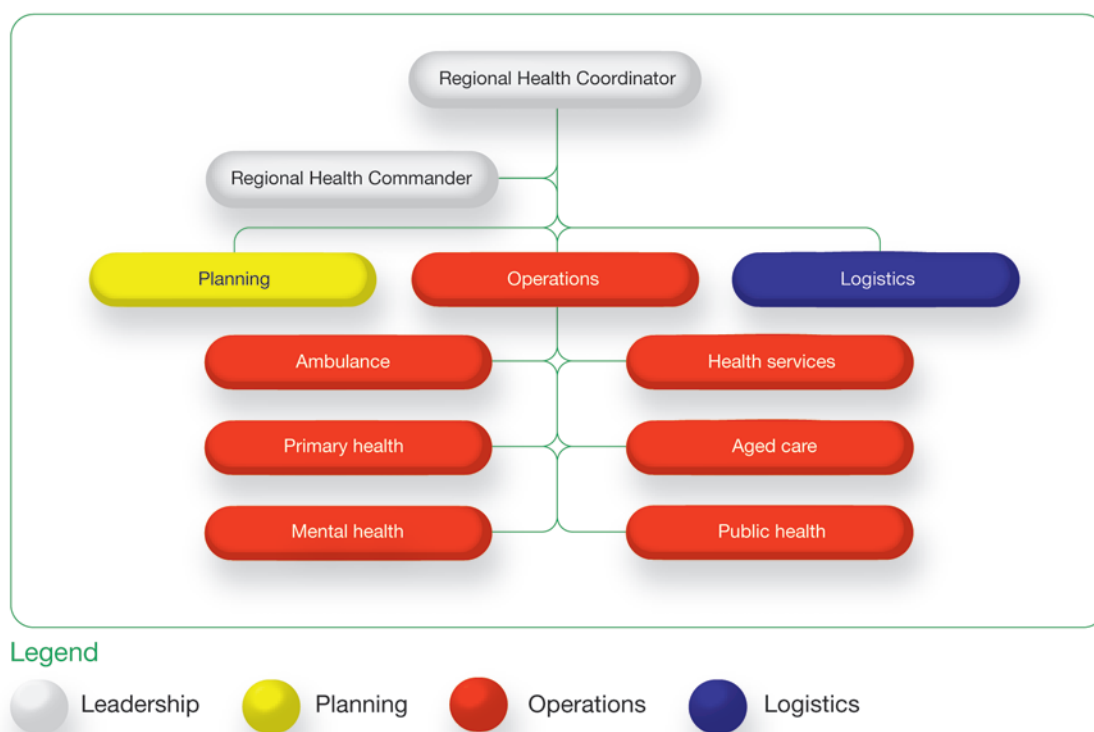 Regional Health Coordinator
Regional Health Commander
Planning
Operations
Logistics
Ambulance
Health services
Primary health
Aged care
Mental health
Public health
Legend
Leadership
Planning
Operations
Logistics